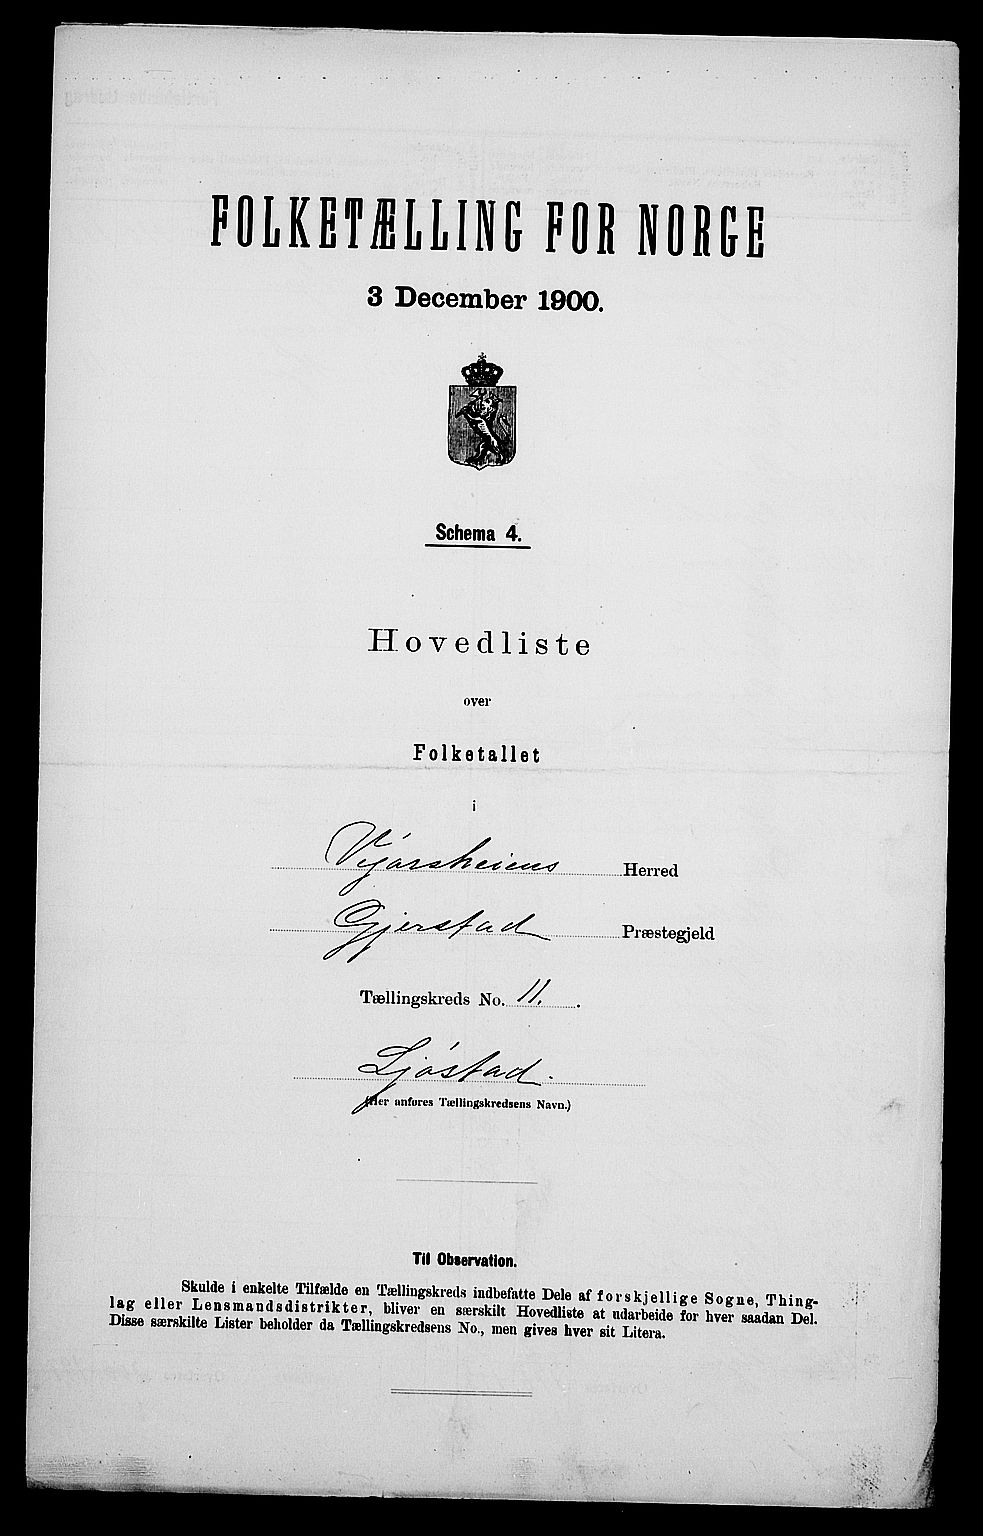 FOLKETÆLLING FOR NORGE
3 December 1900.
Schema 4.
Hovedliste
over
Folketallet
i
Vegårsheiens Herred
Gjerstad Præstegjeld
Tællingskreds No. 11. .
Ljøstad.
(Her anføres Tællingskredsens Navn.)
Til Observation.
Skulde i enkelte Tilfælde en Tællingskreds indbefatte Dele af forskjellige Sogne, Thing-
lag eller Lensmandsdistrikter, bliver en særskilt Hovedliste at udarbeide for hver saadan Del.
Disse særskilte Lister beholder da Tællingskredsens No., men gives hver sit Litera.